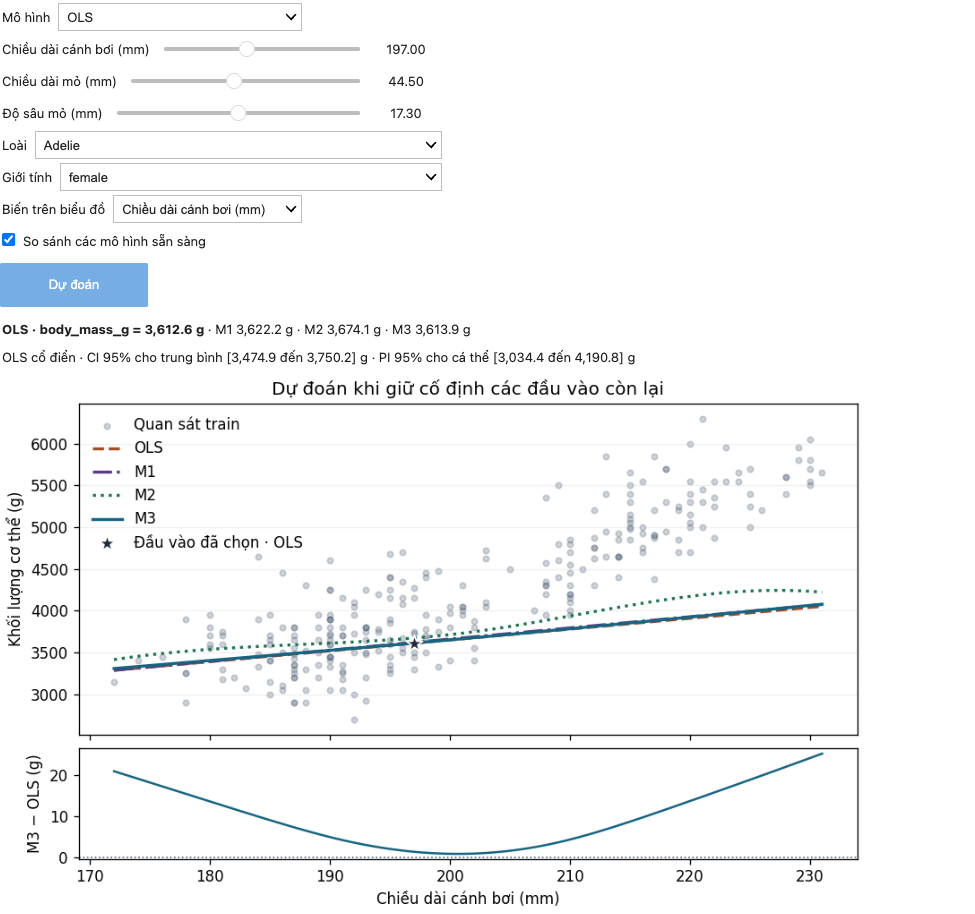 Mô hình OLS
Chiều dài cánh bơi (mm) 197.00
Chiều dài mỏ (mm) 44.50
Độ sâu mỏ (mm) 17.30
Loài Adelie
Giới tính female
Biến trên biểu đồ Chiều dài cánh bơi (mm)
So sánh các mô hình sẵn sàng
Dự đoán
OLS · body_mass_g = 3,612.6 g · M1 3,622.2 g · M2 3,674.1 g · M3 3,613.9 g
OLS cổ điển · CI 95% cho trung bình [3,474.9 đến 3,750.2] g · PI 95% cho cá thể [3,034.4 đến 4,190.8] g
Dự đoán khi giữ cố định các đầu vào còn lại
Quan sát train
OLS
M1
M2
M3
Đầu vào đã chọn · OLS
Khối lượng cơ thể (g)
6000
5500
5000
4500
4000
3500
3000
M3 − OLS (g)
20
10
0
170 180 190 200 210 220 230
Chiều dài cánh bơi (mm)